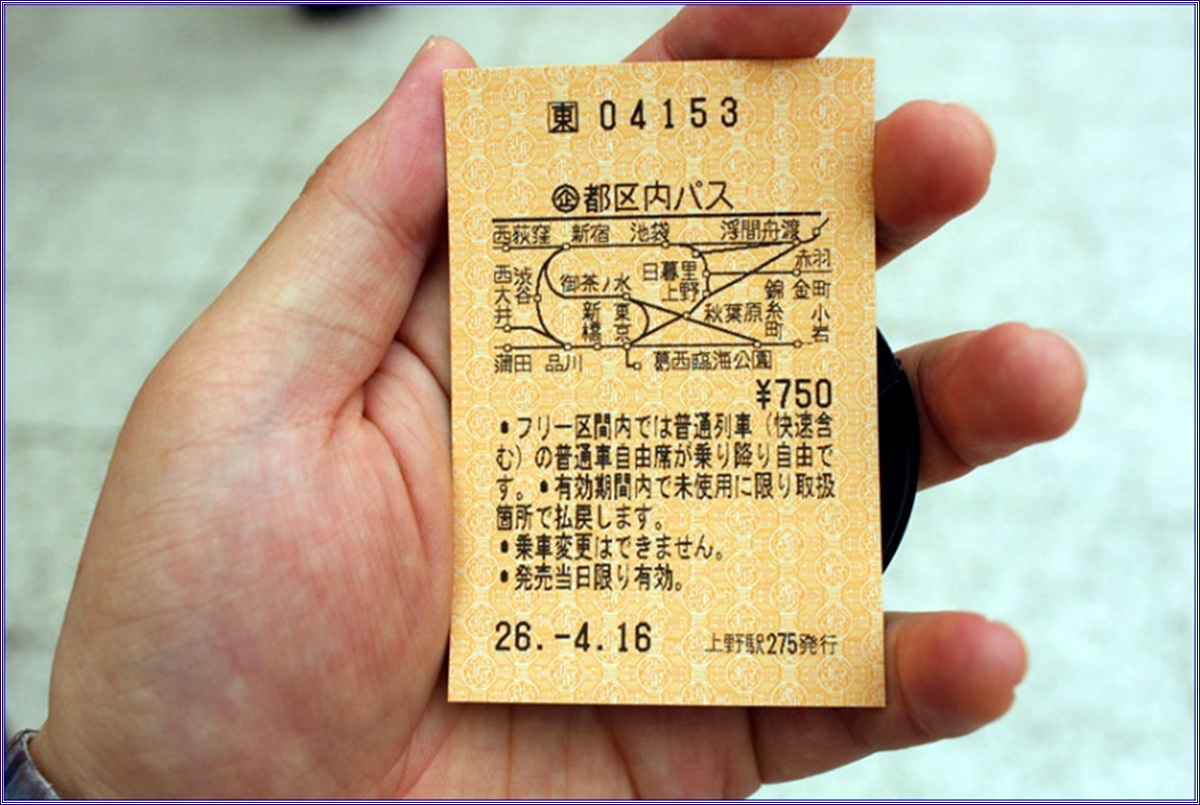 東 04153
企都区内パス
西荻窪 新宿 池袋 浮間舟渡
赤羽
西大井 渋谷 御茶ノ水 日暮里
上野 錦糸町 金町
新橋 東京 秋葉原 小岩
蒲田 品川 葛西臨海公園
¥750
●フリー区間内では普通列車（快速含
む）の普通車自由席が乗り降り自由で
す。●有効期間内で未使用に限り取扱
箇所で払戻します。
●乗車変更はできません。
●発売当日限り有効。
26.-4.16 上野駅275発行